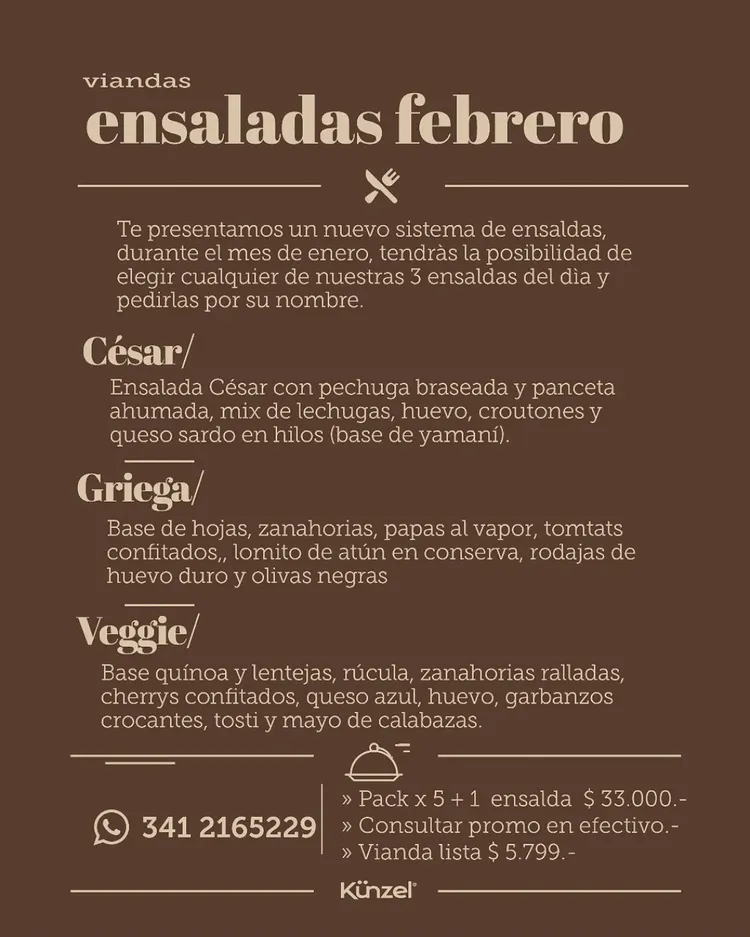 viandas
ensaladas febrero
Te presentamos un nuevo sistema de ensaldas,
durante el mes de enero, tendràs la posibilidad de
elegir cualquier de nuestras 3 ensaldas del dìa y
pedirlas por su nombre.
César/
Ensalada César con pechuga braseada y panceta
ahumada, mix de lechugas, huevo, croutones y
queso sardo en hilos (base de yamaní).
Griega/
Base de hojas, zanahorias, papas al vapor, tomtats
confitados,, lomito de atún en conserva, rodajas de
huevo duro y olivas negras
Veggie/
Base quínoa y lentejas, rúcula, zanahorias ralladas,
cherrys confitados, queso azul, huevo, garbanzos
crocantes, tosti y mayo de calabazas.
341 2165229
» Pack x 5 + 1 ensalda $ 33.000.-
» Consultar promo en efectivo.-
» Vianda lista $ 5.799.-
Künzel®